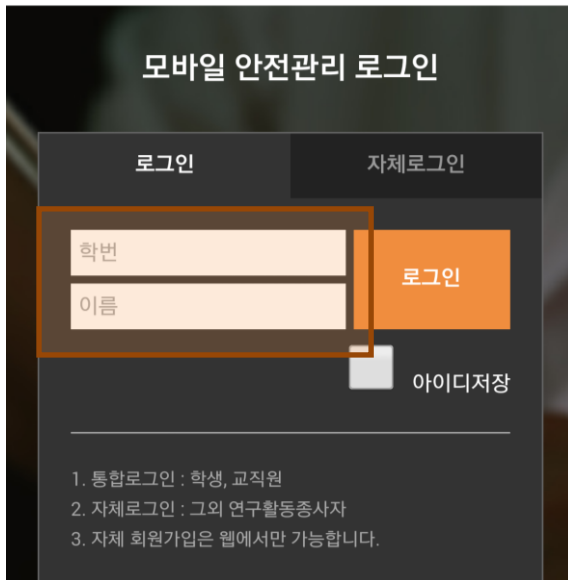 모바일 안전관리 로그인
로그인
자체로그인
학번
이름
로그인
아이디저장
1. 통합로그인 : 학생, 교직원
2. 자체로그인 : 그외 연구활동종사자
3. 자체 회원가입은 웹에서만 가능합니다.